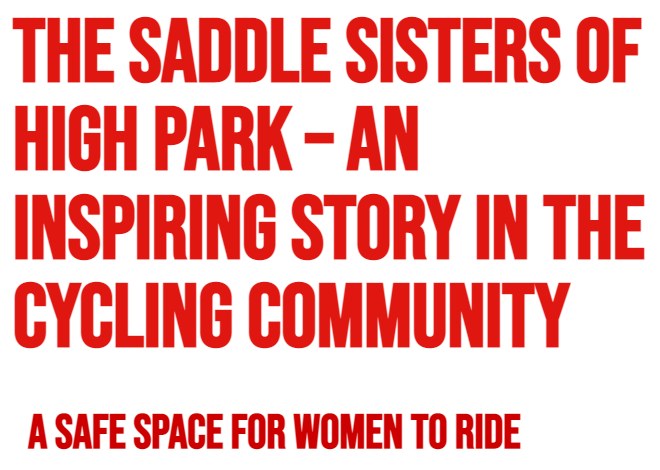 THE SADDLE SISTERS OF
HIGH PARK – AN
INSPIRING STORY IN THE
CYCLING COMMUNITY
A SAFE SPACE FOR WOMEN TO RIDE